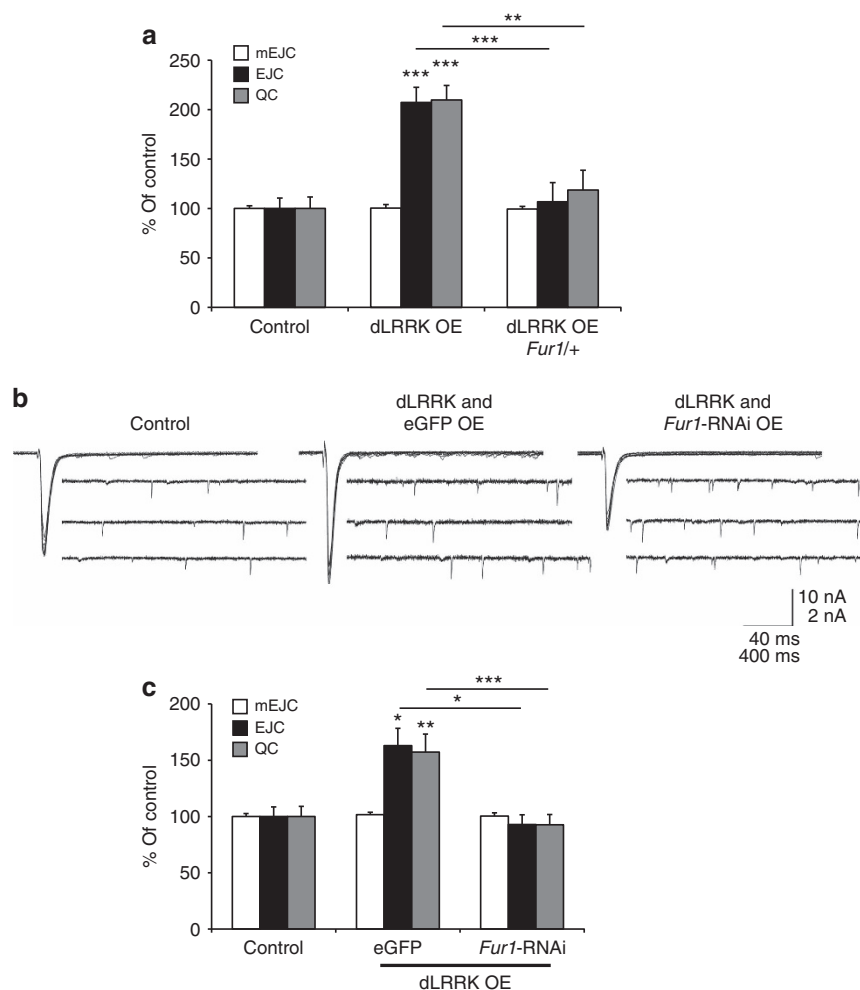 a
**
***
mEJC
EJC
QC
*** ***
250
200
150
100
50
0
% Of control
Control
dLRRK OE
dLRRK OE
Fur1/+
b
Control
dLRRK and
eGFP OE
dLRRK and
Fur1-RNAi OE
10 nA
2 nA
40 ms
400 ms
c
***
*
mEJC
EJC
QC
* **
200
150
100
50
0
% Of control
Control
eGFP
Fur1-RNAi
dLRRK OE